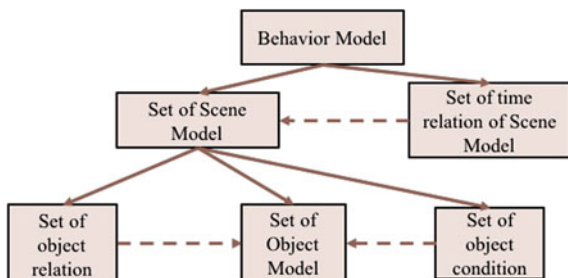 Behavior Model
Set of Scene
Model
Set of time
relation of Scene
Model
Set of
object
relation
Set of
Object
Model
Set of
object
condition